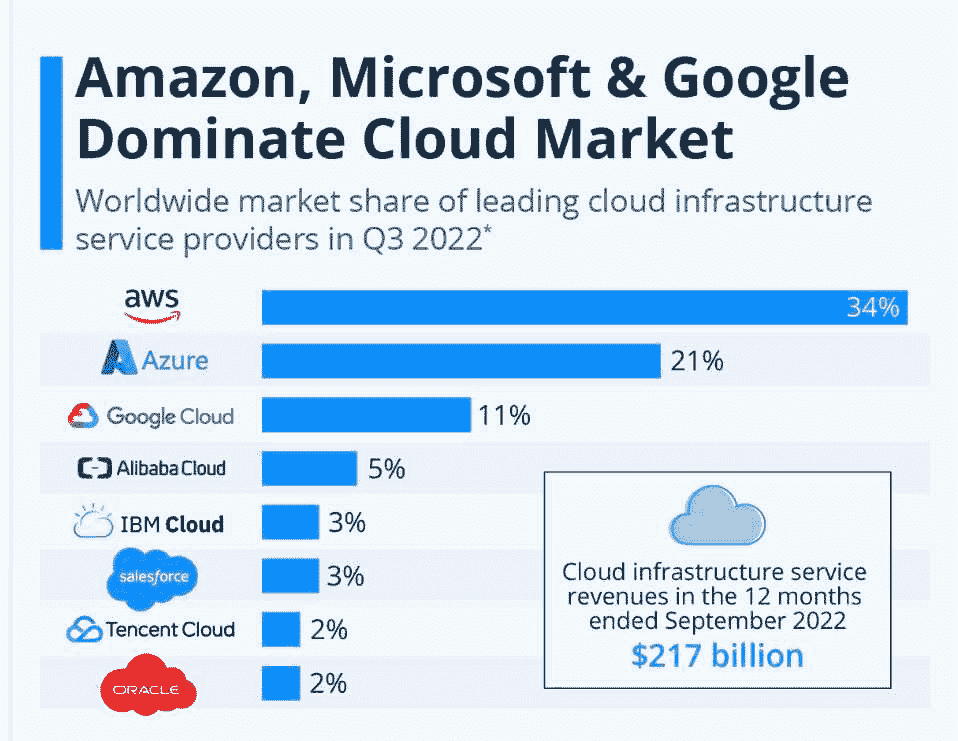 Amazon, Microsoft & Google
Dominate Cloud Market
Worldwide market share of leading cloud infrastructure
service providers in Q3 2022*
aws
34%
Azure
21%
Google Cloud
11%
Alibaba Cloud
5%
IBM Cloud
3%
salesforce
3%
Tencent Cloud
2%
ORACLE
2%
Cloud infrastructure service
revenues in the 12 months
ended September 2022
$217 billion